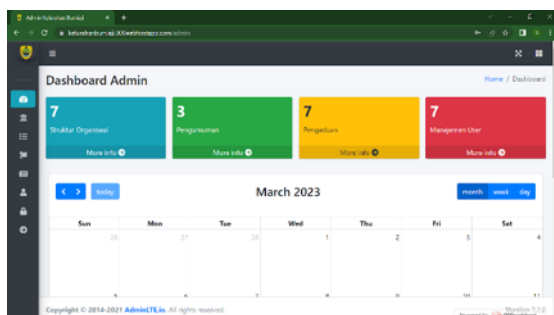 kelurahanbumiaji.000webhostapp.com/admin
Dashboard Admin
Home / Dashboard
7
Struktur Organisasi
More info
3
Pengumuman
More info
7
Pengaduan
More info
7
Manajemen User
More info
today
March 2023
month week day
Sun Mon Tue Wed Thu Fri Sat
26 27 28 1 2 3 4
5 6 7 8 9 10 11
Copyright © 2014-2021 AdminLTE.io. All rights reserved.
Version